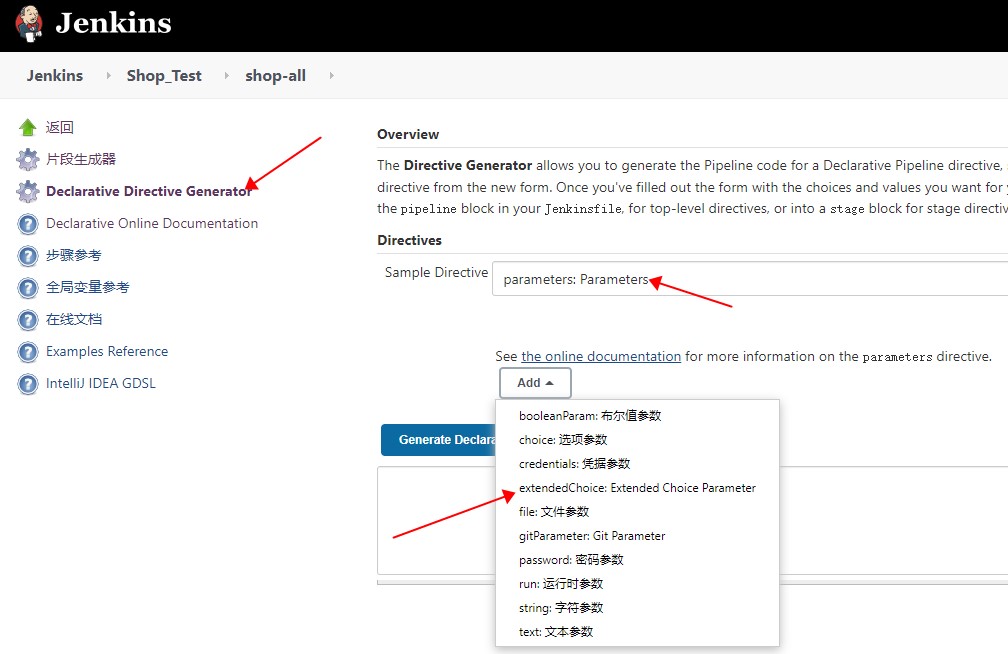 Jenkins
Jenkins Shop_Test shop-all
返回
片段生成器
Declarative Directive Generator
Declarative Online Documentation
步骤参考
全局变量参考
在线文档
Examples Reference
IntelliJ IDEA GDSL
Overview
The Directive Generator allows you to generate the Pipeline code for a Declarative Pipeline directive,
directive from the new form. Once you've filled out the form with the choices and values you want for
the pipeline block in your Jenkinsfile, for top-level directives, or into a stage block for stage
Directives
Sample Directive
parameters: Parameters
See the online documentation for more information on the parameters directive.
Add
booleanParam: 布尔值参数
choice: 选项参数
credentials: 凭据参数
extendedChoice: Extended Choice Parameter
file: 文件参数
gitParameter: Git Parameter
password: 密码参数
run: 运行时参数
string: 字符参数
text: 文本参数
Generate